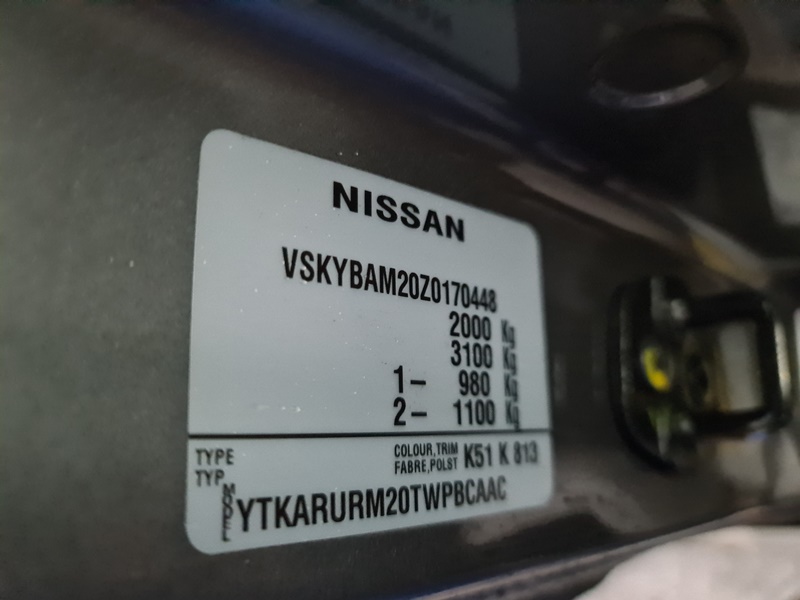 NISSAN
VSKYBAM20Z0170448
2000 Kg
3100 Kg
1– 980 Kg
2– 1100 Kg
TYPE COLOUR,TRIM K51 K 813
TYP FABRE,POLST
MODEL YTKARURM20TWPBCAAC